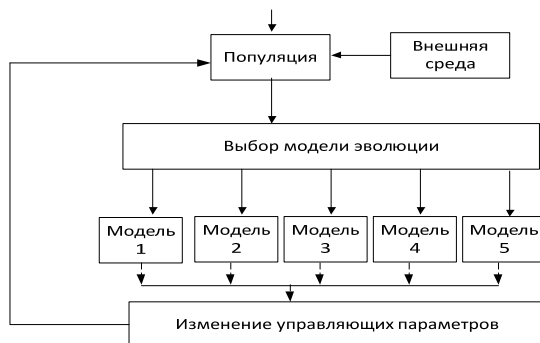 Популяция
Внешняя
среда
Выбор модели эволюции
Модель
1
Модель
2
Модель
3
Модель
4
Модель
5
Изменение управляющих параметров